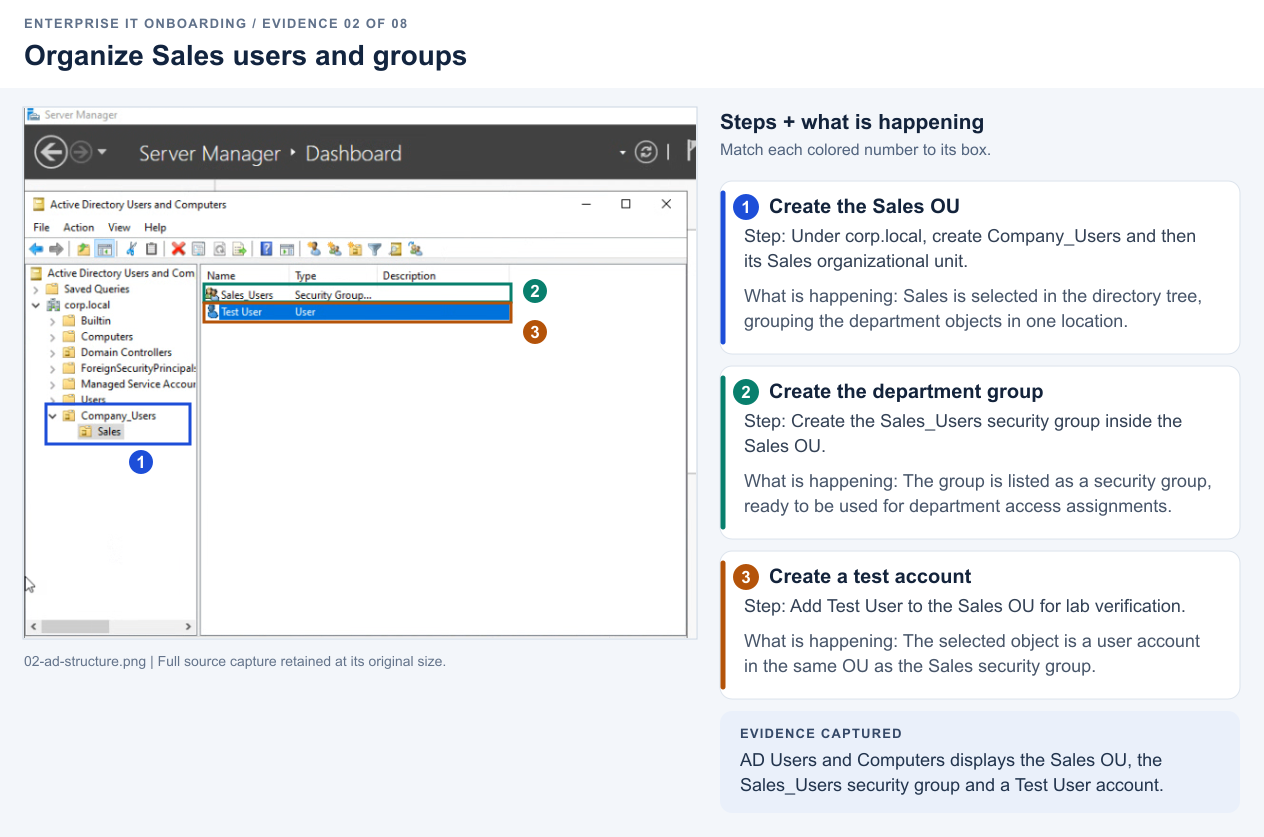 ENTERPRISE IT ONBOARDING / EVIDENCE 02 OF 08
Organize Sales users and groups
Server Manager
Server Manager • Dashboard
Active Directory Users and Computers
File Action View Help
Active Directory Users and Com
Saved Queries
corp.local
Builtin
Computers
Domain Controllers
ForeignSecurityPrincipals
Managed Service Accour
Users
Company_Users
Sales
1
Name Type Description
Sales_Users Security Group...
Test User User
2
3
02-ad-structure.png | Full source capture retained at its original size.
Steps + what is happening
Match each colored number to its box.
1 Create the Sales OU
Step: Under corp.local, create Company_Users and then
its Sales organizational unit.
What is happening: Sales is selected in the directory tree,
grouping the department objects in one location.
2 Create the department group
Step: Create the Sales_Users security group inside the
Sales OU.
What is happening: The group is listed as a security group,
ready to be used for department access assignments.
3 Create a test account
Step: Add Test User to the Sales OU for lab verification.
What is happening: The selected object is a user account
in the same OU as the Sales security group.
EVIDENCE CAPTURED
AD Users and Computers displays the Sales OU, the
Sales_Users security group and a Test User account.